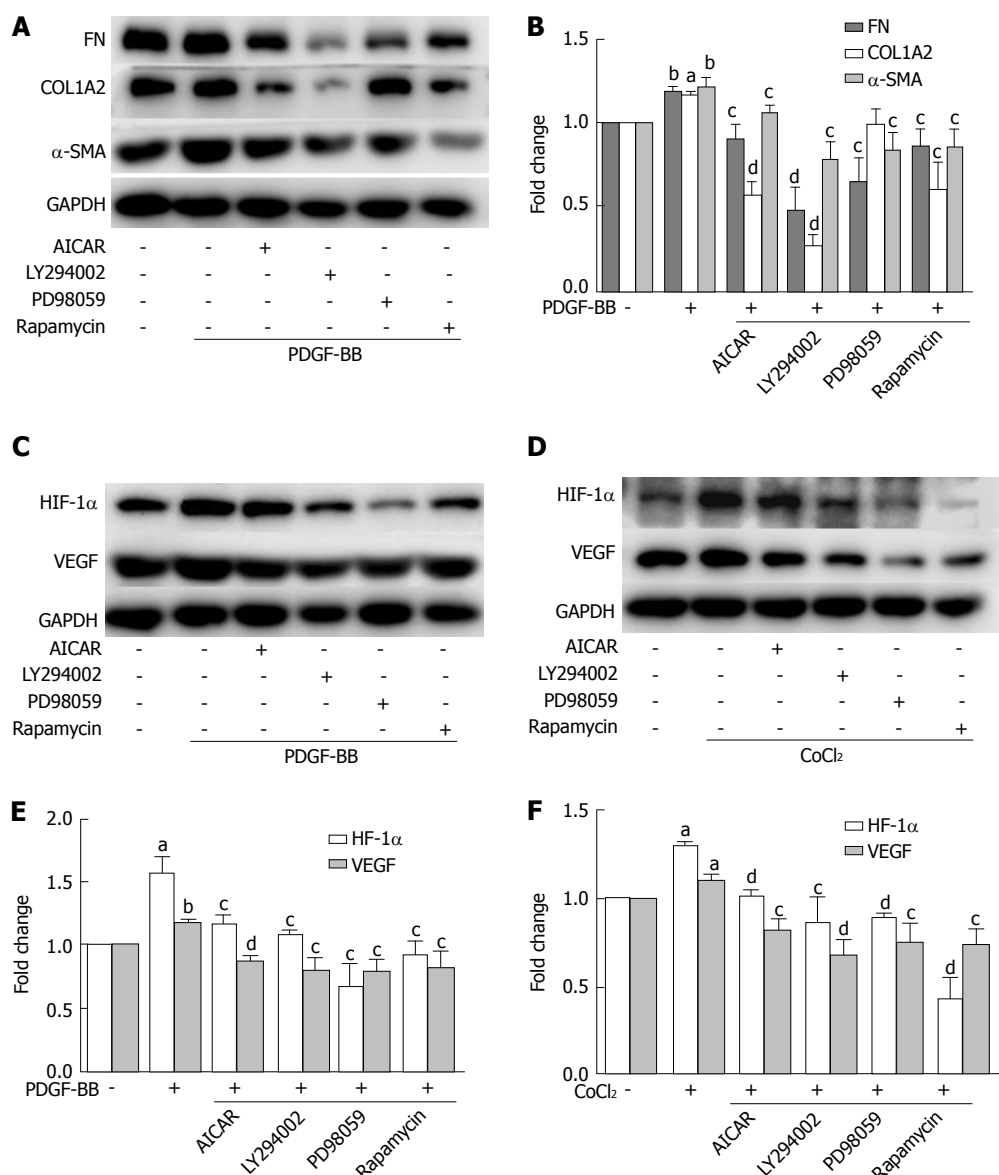 A
FN
COL1A2
α-SMA
GAPDH
AICAR - - + - - -
LY294002 - - - + - -
PD98059 - - - - + -
Rapamycin - - - - - +
PDGF-BB
B
FN
COL1A2
α-SMA
1.5
1.0
0.5
0.0
Fold change
b a b
c d c
d d c
c c c
c c c
PDGF-BB - + + + + +
AICAR
LY294002
PD98059
Rapamycin
C
HIF-1α
VEGF
GAPDH
AICAR - - + - - -
LY294002 - - - + - -
PD98059 - - - - + -
Rapamycin - - - - - +
PDGF-BB
D
HIF-1α
VEGF
GAPDH
AICAR - - + - - -
LY294002 - - - + - -
PD98059 - - - - + -
Rapamycin - - - - - +
CoCl₂
E
HF-1α
VEGF
2.0
1.5
1.0
0.5
0.0
Fold change
a b
c d
c c
c c
c c
PDGF-BB - + + + + +
AICAR
LY294002
PD98059
Rapamycin
F
HF-1α
VEGF
1.5
1.0
0.5
0.0
Fold change
a a
d c
c d
d c
d c
CoCl₂ - + + + + +
AICAR
LY294002
PD98059
Rapamycin